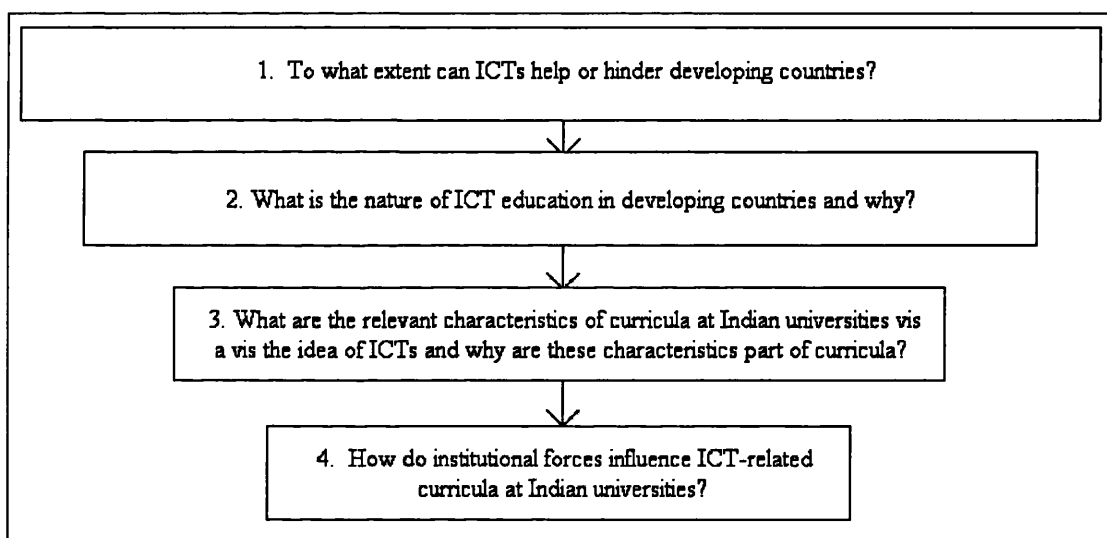 1. To what extent can ICTs help or hinder developing countries?
2. What is the nature of ICT education in developing countries and why?
3. What are the relevant characteristics of curricula at Indian universities vis
a vis the idea of ICTs and why are these characteristics part of curricula?
4. How do institutional forces influence ICT-related
curricula at Indian universities?